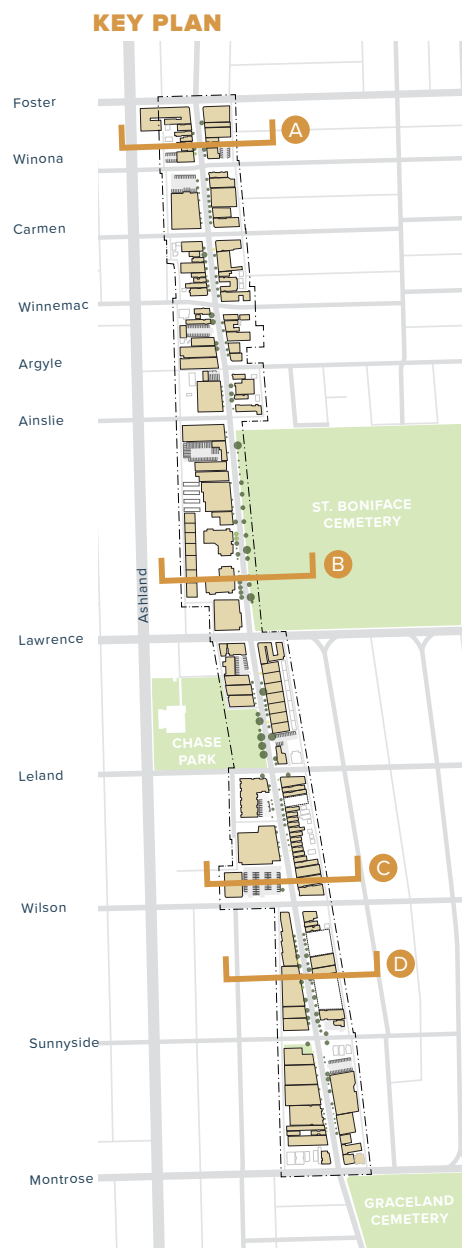 KEY PLAN
Foster
A
Winona
Carmen
Winnemac
Argyle
Ainslie
ST. BONIFACE
CEMETERY
B
Ashland
Lawrence
CHASE
PARK
Leland
C
Wilson
D
Sunnyside
Montrose
GRACELAND
CEMETERY